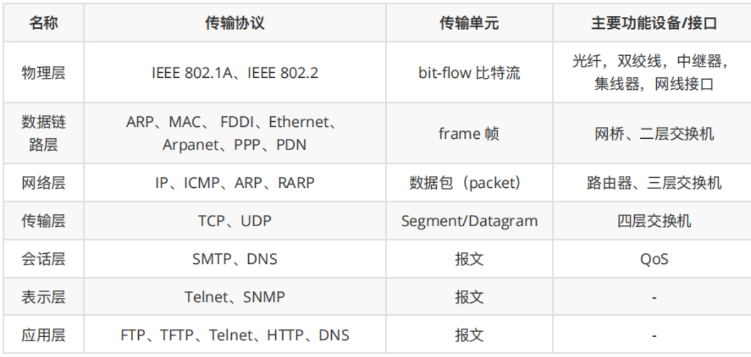 名称 传输协议 传输单元 主要功能设备/接口
物理层 IEEE 802.1A、IEEE 802.2 bit-flow 比特流 光纤，双绞线，中继器，
集线器，网线接口
数据链
路层 ARP、MAC、 FDDI、Ethernet、
Arpanet、PPP、PDN frame 帧 网桥、二层交换机
网络层 IP、ICMP、ARP、RARP 数据包（packet） 路由器、三层交换机
传输层 TCP、UDP Segment/Datagram 四层交换机
会话层 SMTP、DNS 报文 QoS
表示层 Telnet、SNMP 报文 -
应用层 FTP、TFTP、Telnet、HTTP、DNS 报文 -